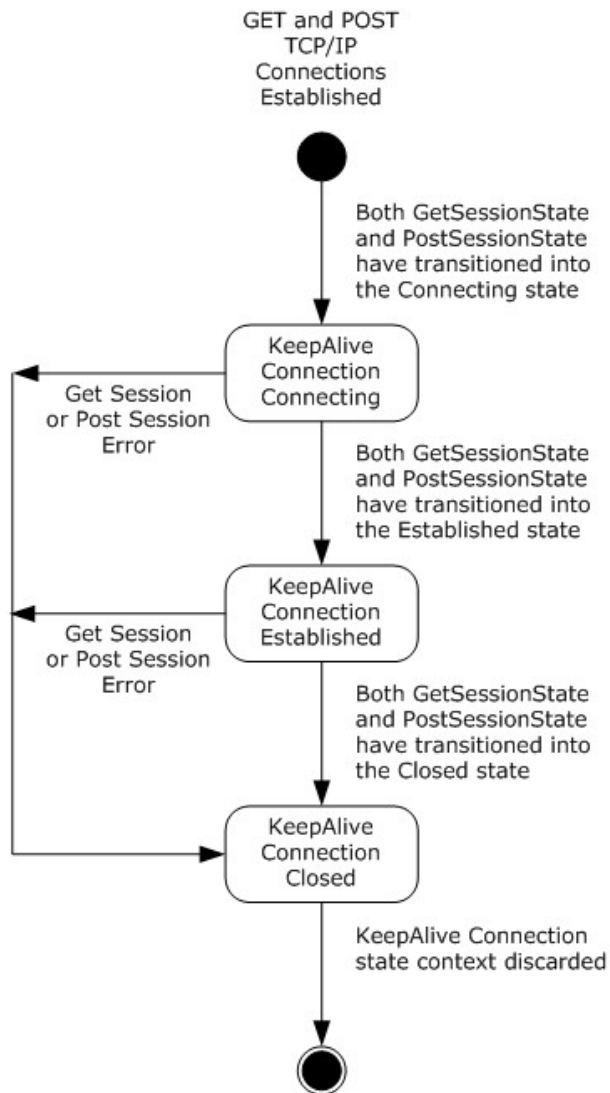 GET and POST
TCP/IP
Connections
Established
Both GetSessionState
and PostSessionState
have transitioned into
the Connecting state
KeepAlive
Connection
Connecting
Get Session
or Post Session
Error
Both GetSessionState
and PostSessionState
have transitioned into
the Established state
KeepAlive
Connection
Established
Get Session
or Post Session
Error
Both GetSessionState
and PostSessionState
have transitioned into
the Closed state
KeepAlive
Connection
Closed
KeepAlive Connection
state context discarded